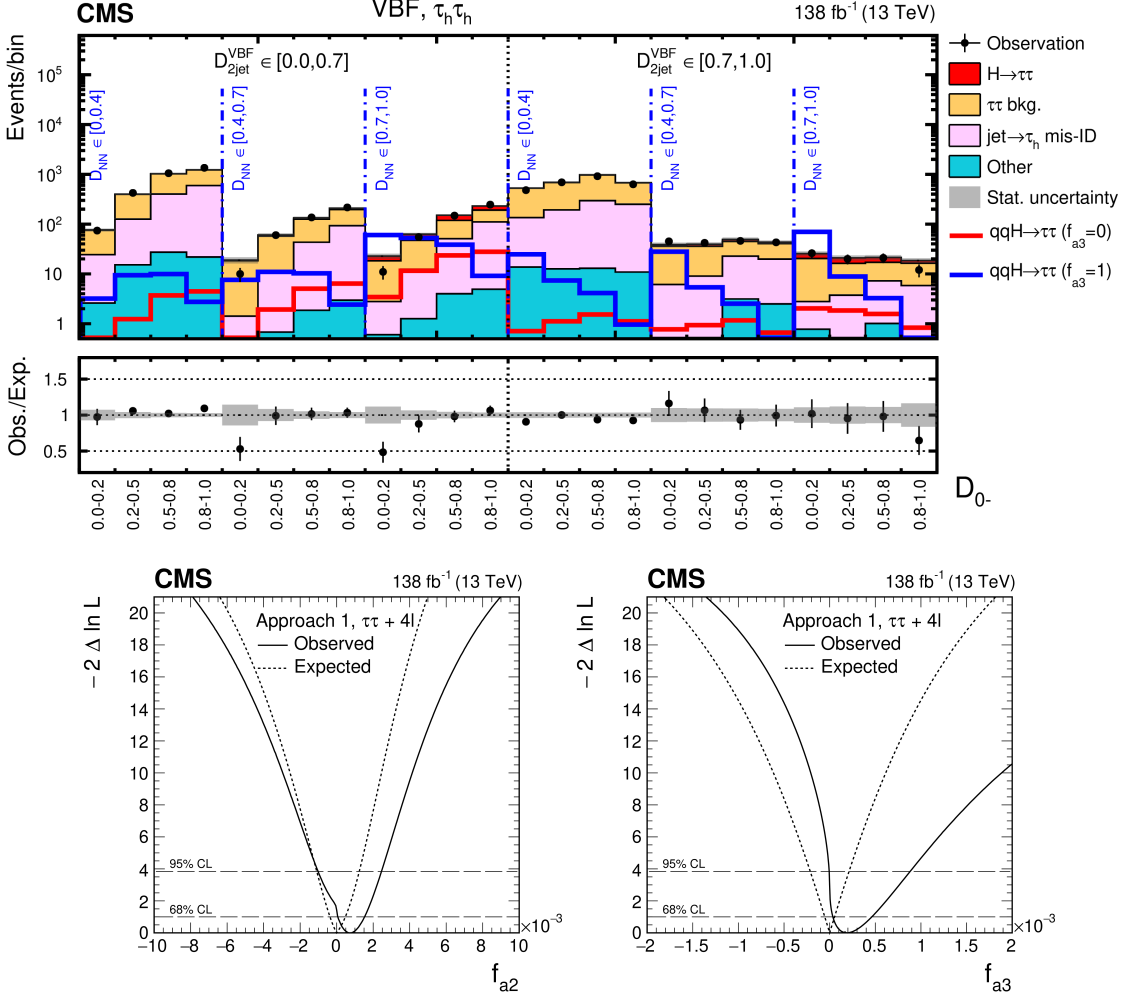 CMS VBF, τhτh 138 fb-1 (13 TeV)
Events/bin
10^5
10^4
10^3
10^2
10
1
D2jet^VBF ∈ [0.0,0.7]
D2jet^VBF ∈ [0.7,1.0]
DNN ∈ [0,0.4]
DNN ∈ [0.4,0.7]
DNN ∈ [0.7,1.0]
DNN ∈ [0,0.4]
DNN ∈ [0.4,0.7]
DNN ∈ [0.7,1.0]
Observation
H→ττ
ττ bkg.
jet→τh mis-ID
Other
Stat. uncertainty
qqH→ττ (fa3=0)
qqH→ττ (fa3=1)
Obs./Exp.
1.5
1
0.5
0.0-0.2 0.2-0.5 0.5-0.8 0.8-1.0 0.0-0.2 0.2-0.5 0.5-0.8 0.8-1.0 0.0-0.2 0.2-0.5 0.5-0.8 0.8-1.0 0.0-0.2 0.2-0.5 0.5-0.8 0.8-1.0 0.0-0.2 0.2-0.5 0.5-0.8 0.8-1.0 0.0-0.2 0.2-0.5 0.5-0.8 0.8-1.0
D0-
CMS 138 fb-1 (13 TeV)
− 2 Δ ln L
20
18
16
14
12
10
8
6
4
2
0
Approach 1, ττ + 4l
Observed
Expected
95% CL
68% CL
−10 −8 −6 −4 −2 0 2 4 6 8 10
×10−3
fa2
CMS 138 fb-1 (13 TeV)
− 2 Δ ln L
20
18
16
14
12
10
8
6
4
2
0
Approach 1, ττ + 4l
Observed
Expected
95% CL
68% CL
−2 −1.5 −1 −0.5 0 0.5 1 1.5 2
×10−3
fa3